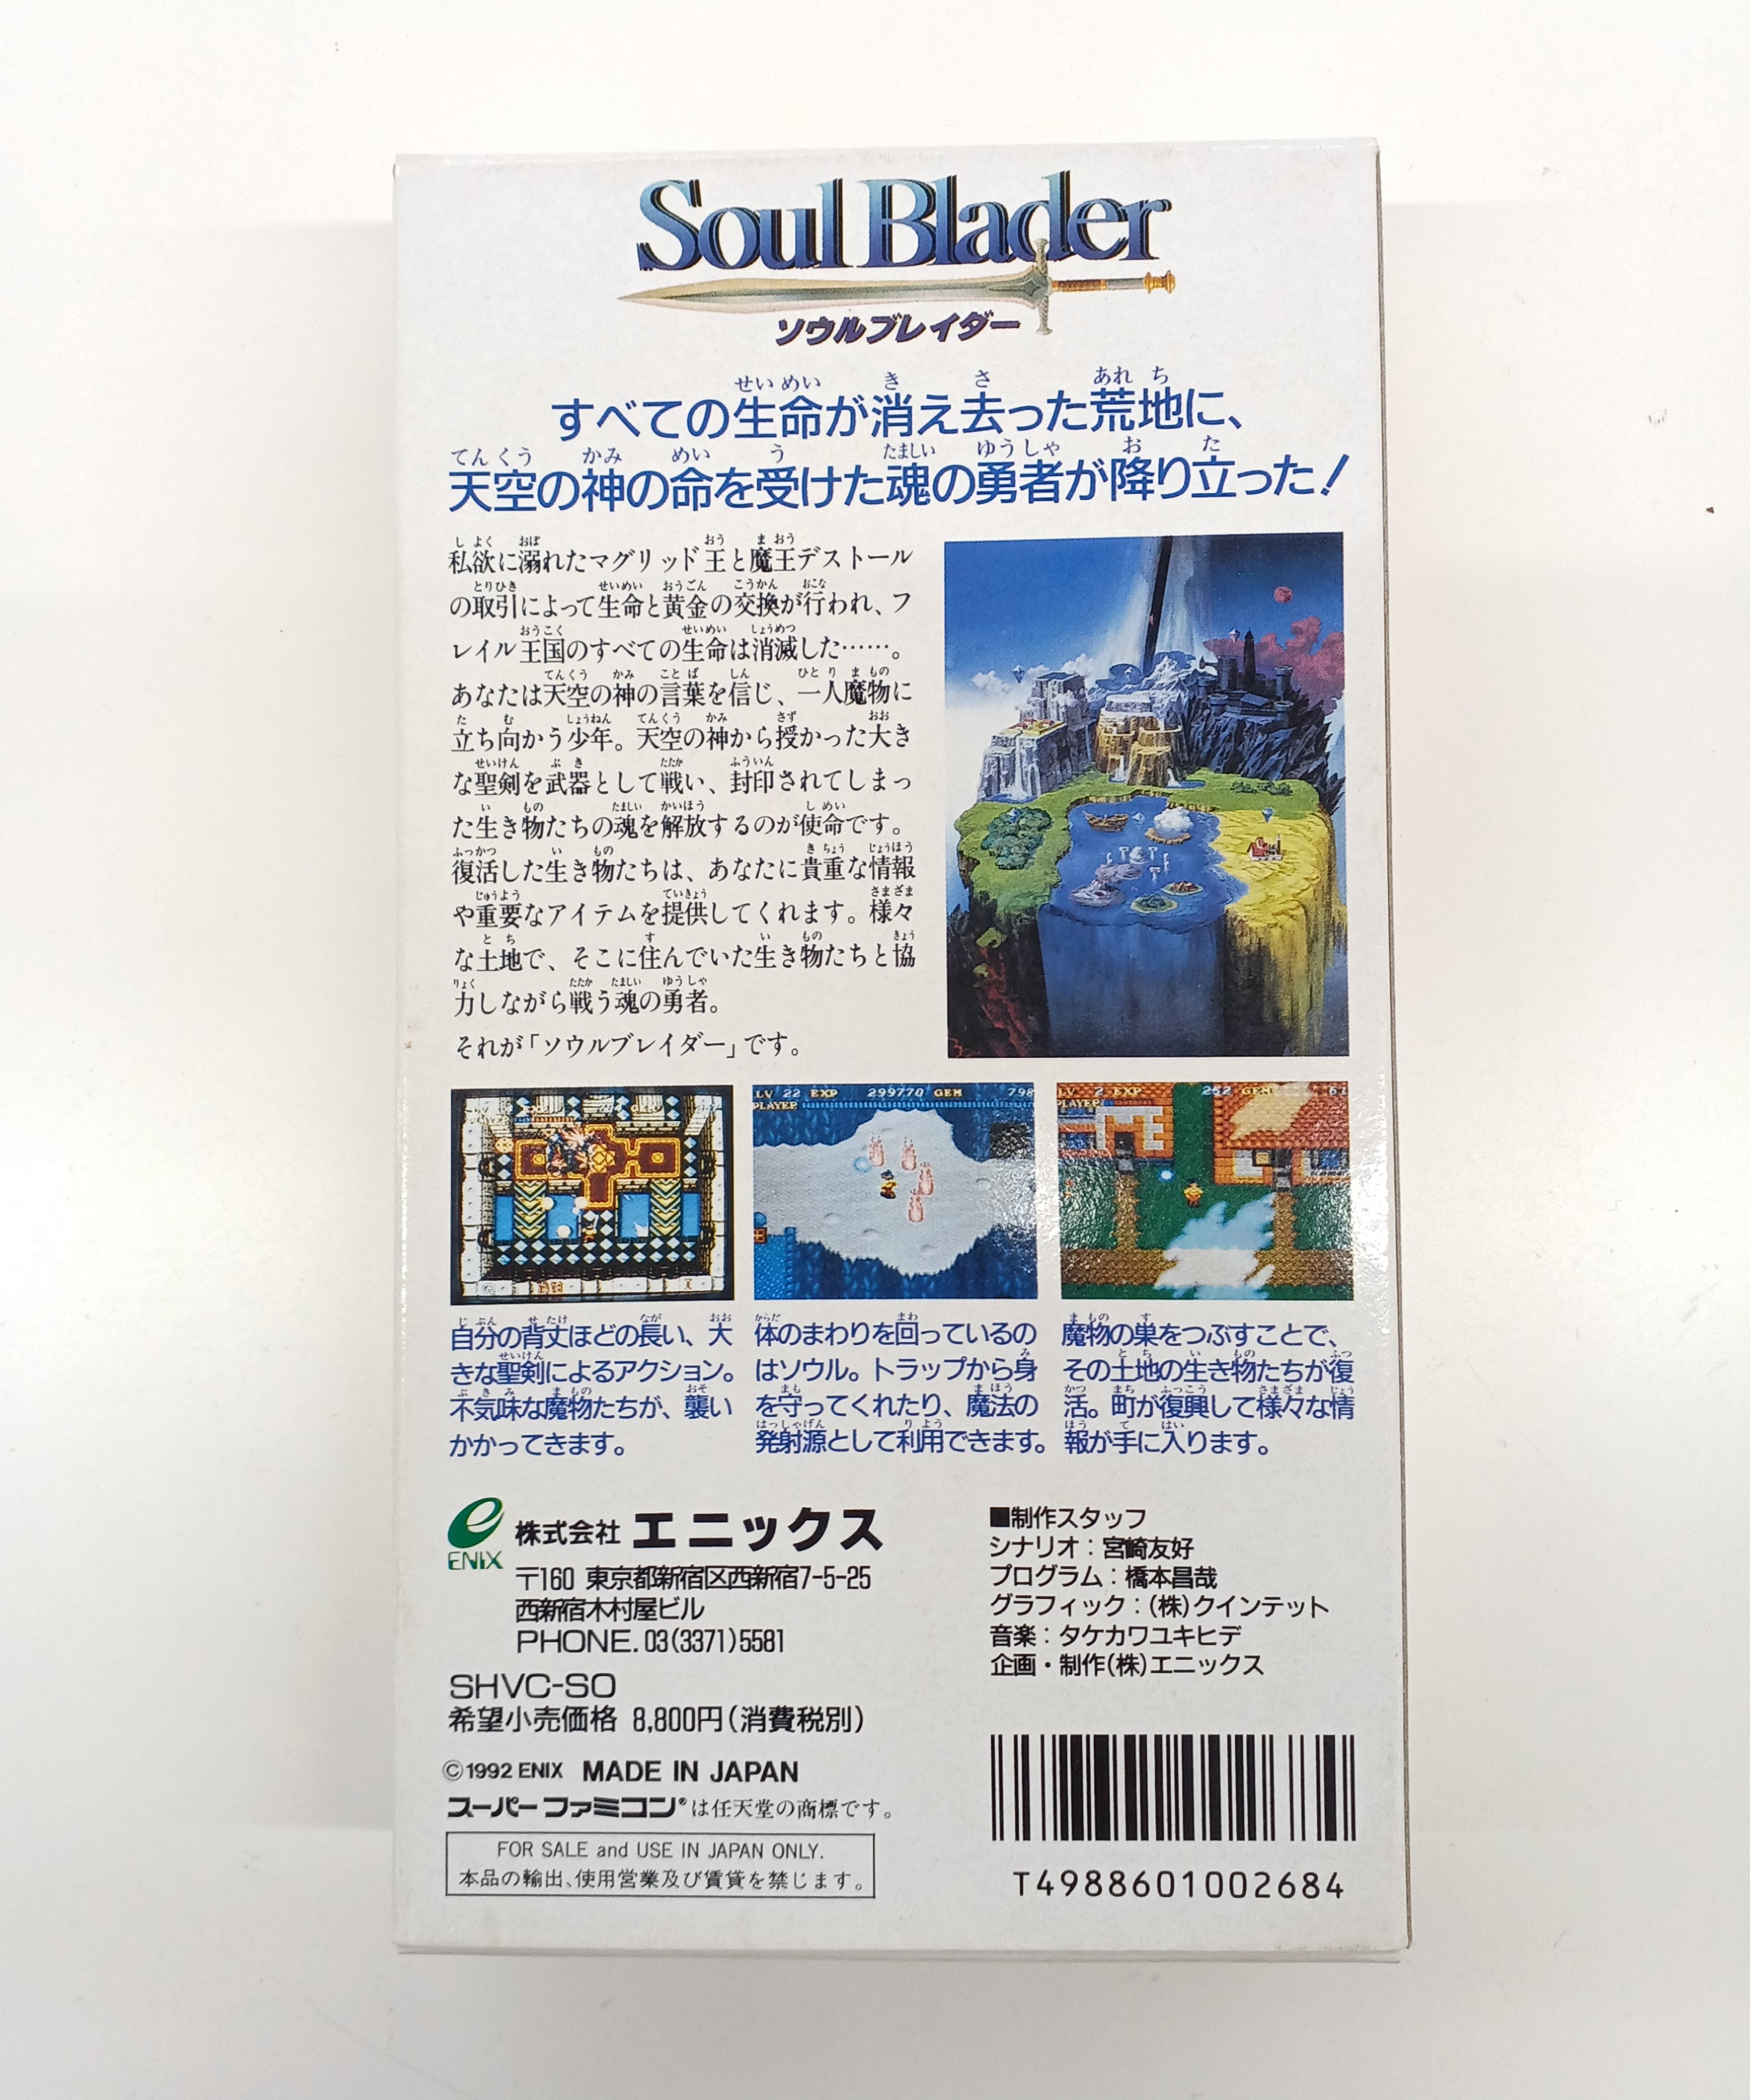 Soul Blader
ソウルブレイダー
すべての生命が消え去った荒地に、
天空の神の命を受けた魂の勇者が降り立った!
私欲に溺れたマグリッド王と魔王デストール
の取引によって生命と黄金の交換が行われ、フ
レイル王国のすべての生命は消滅した……。
あなたは天空の神の言葉を信じ、一人魔物に
立ち向かう少年。天空の神から授かった大き
な聖剣を武器として戦い、封印されてしまっ
た生き物たちの魂を解放するのが使命です。
復活した生き物たちは、あなたに貴重な情報
や重要なアイテムを提供してくれます。様々
な土地で、そこに住んでいた生き物たちと協
力しながら戦う魂の勇者。
それが「ソウルブレイダー」です。
LV 22 EXP 299770 GEM 798
PLAYER
LV 2 EXP 252 GEM 61
PLAYER
自分の背丈ほどの長い、大
きな聖剣によるアクション。
不気味な魔物たちが、襲い
かかってきます。
体のまわりを回っているの
はソウル。トラップから身
を守ってくれたり、魔法の
発射源として利用できます。
魔物の巣をつぶすことで、
その土地の生き物たちが復
活。町が復興して様々な情
報が手に入ります。
ENIX
株式会社 エニックス
〒160 東京都新宿区西新宿7-5-25
西新宿木村屋ビル
PHONE. 03(3371)5581
SHVC-SO
希望小売価格 8,800円(消費税別)
©1992 ENIX MADE IN JAPAN
スーパーファミコン®は任天堂の商標です。
FOR SALE and USE IN JAPAN ONLY.
本品の輸出、使用営業及び賃貸を禁じます。
■制作スタッフ
シナリオ：宮崎友好
プログラム：橋本昌哉
グラフィック：(株)クインテット
音楽：タケカワユキヒデ
企画・制作(株)エニックス
T4988601002684